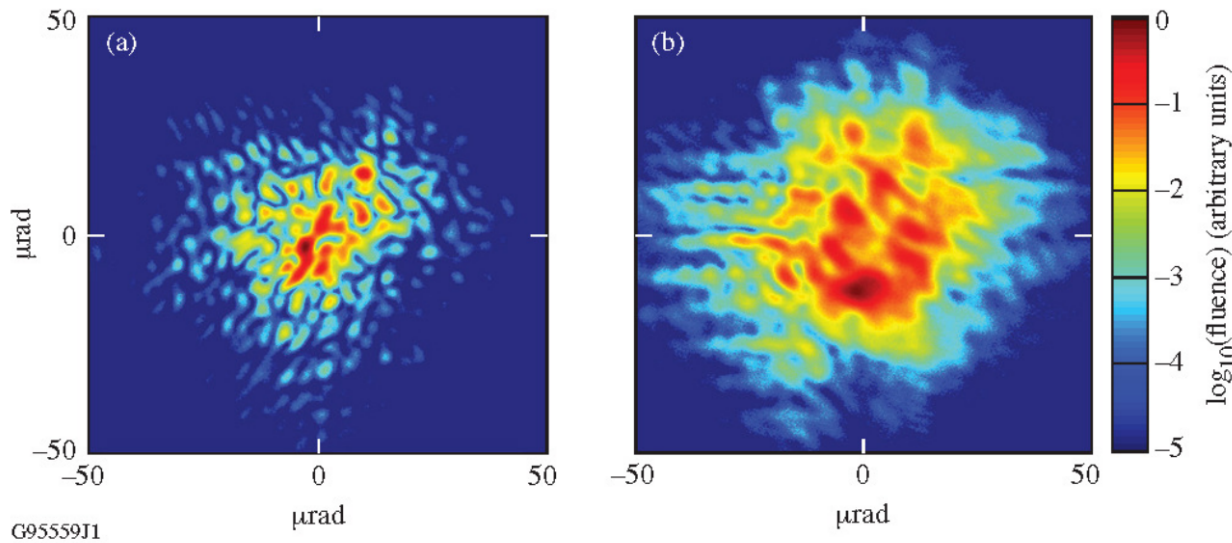 50
(a)
(b)
0
–1
–2
–3
–4
–5
log10(fluence) (arbitrary units)
µrad
0
–50
–50
0
50
µrad
–50
0
50
µrad
G95559J1